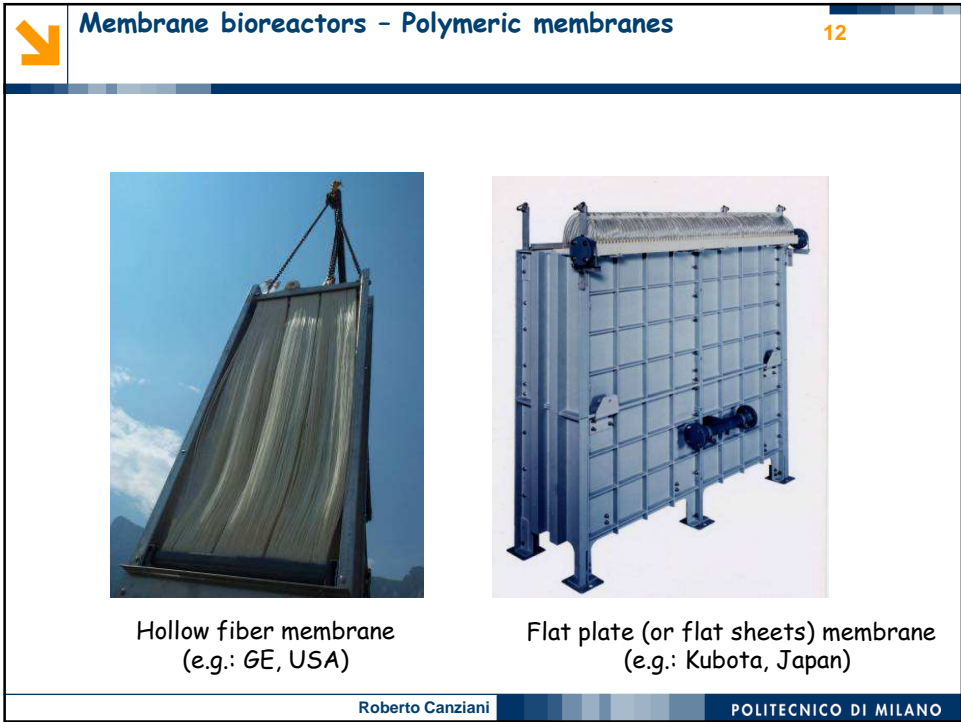 Membrane bioreactors – Polymeric membranes
12
Hollow fiber membrane
(e.g.: GE, USA)
Flat plate (or flat sheets) membrane
(e.g.: Kubota, Japan)
Roberto Canziani
POLITECNICO DI MILANO